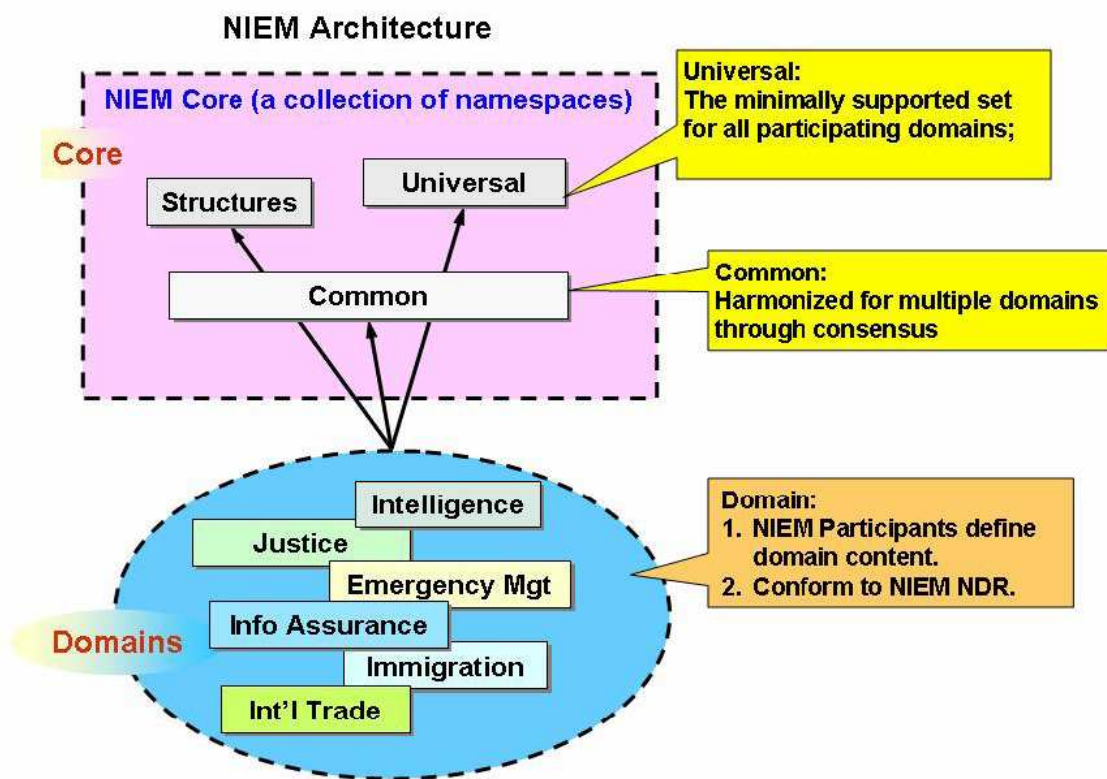 NIEM Architecture
NIEM Core (a collection of namespaces)
Core
Structures
Universal
Common
Universal:
The minimally supported set
for all participating domains;
Common:
Harmonized for multiple domains
through consensus
Intelligence
Justice
Emergency Mgt
Info Assurance
Domains
Immigration
Int'l Trade
Domain:
1. NIEM Participants define
domain content.
2. Conform to NIEM NDR.